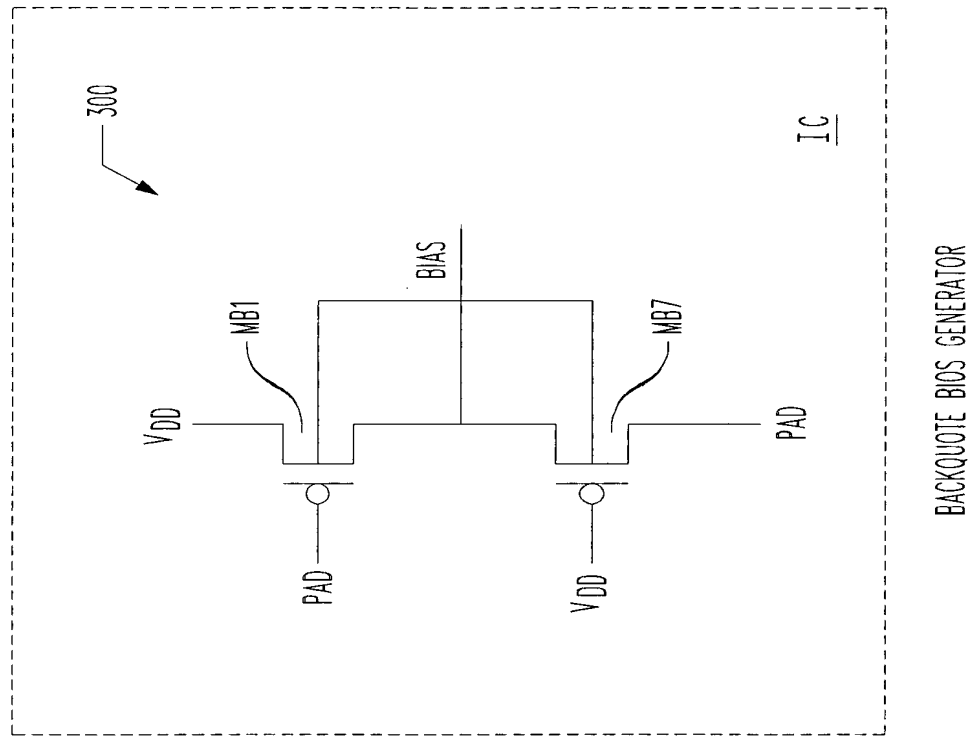 300
VDD
MB1
PAD
BIAS
VDD
MB7
PAD
IC
BACKQUOTE BIOS GENERATOR